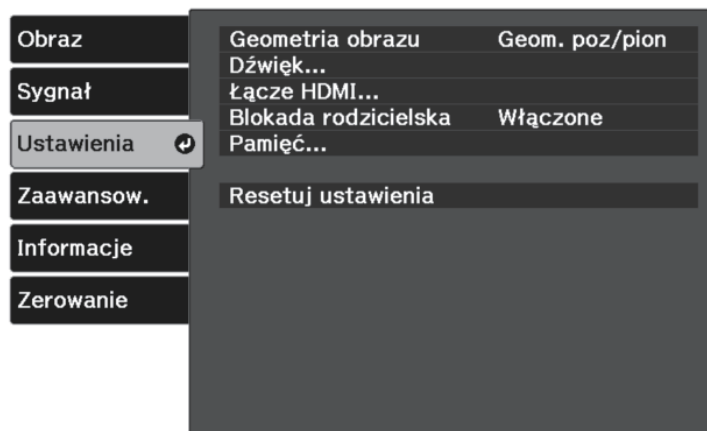 Obraz
Sygnał
Ustawienia
Zaawansow.
Informacje
Zerowanie
Geometria obrazu Geom. poz/pion
Dźwięk...
Łącze HDMI...
Blokada rodzicielska Włączone
Pamięć...
Resetuj ustawienia